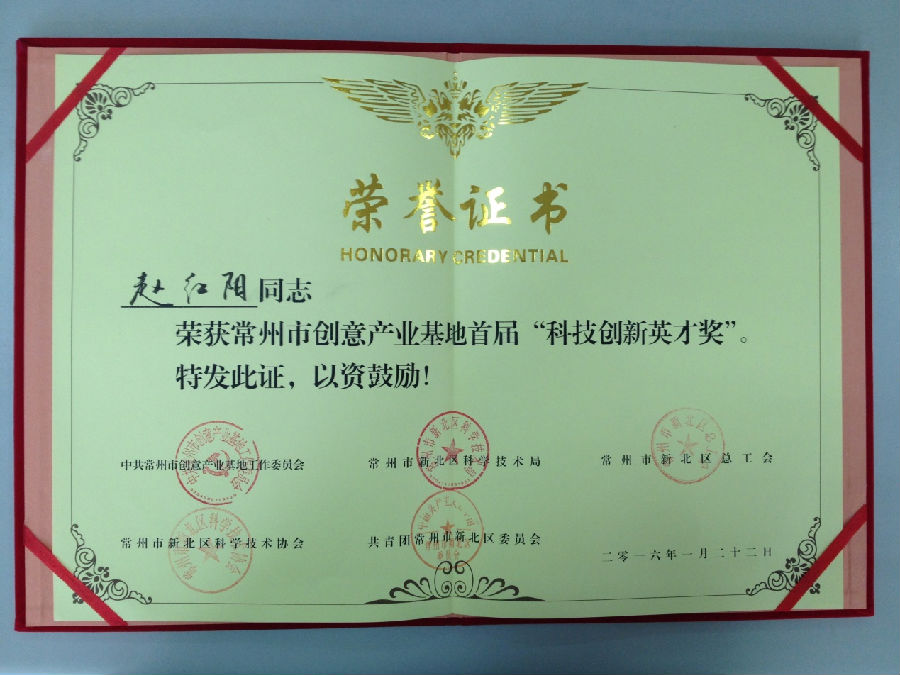 荣誉证书
HONORARY CREDENTIAL
赵红阳同志
荣获常州市创意产业基地首届“科技创新英才奖”。
特发此证，以资鼓励！
中共常州市创意产业基地工作委员会
常州市新北区科学技术局
常州市新北区总工会
常州市新北区科学技术协会
共青团常州市新北区委员会
二零一六年一月二十二日